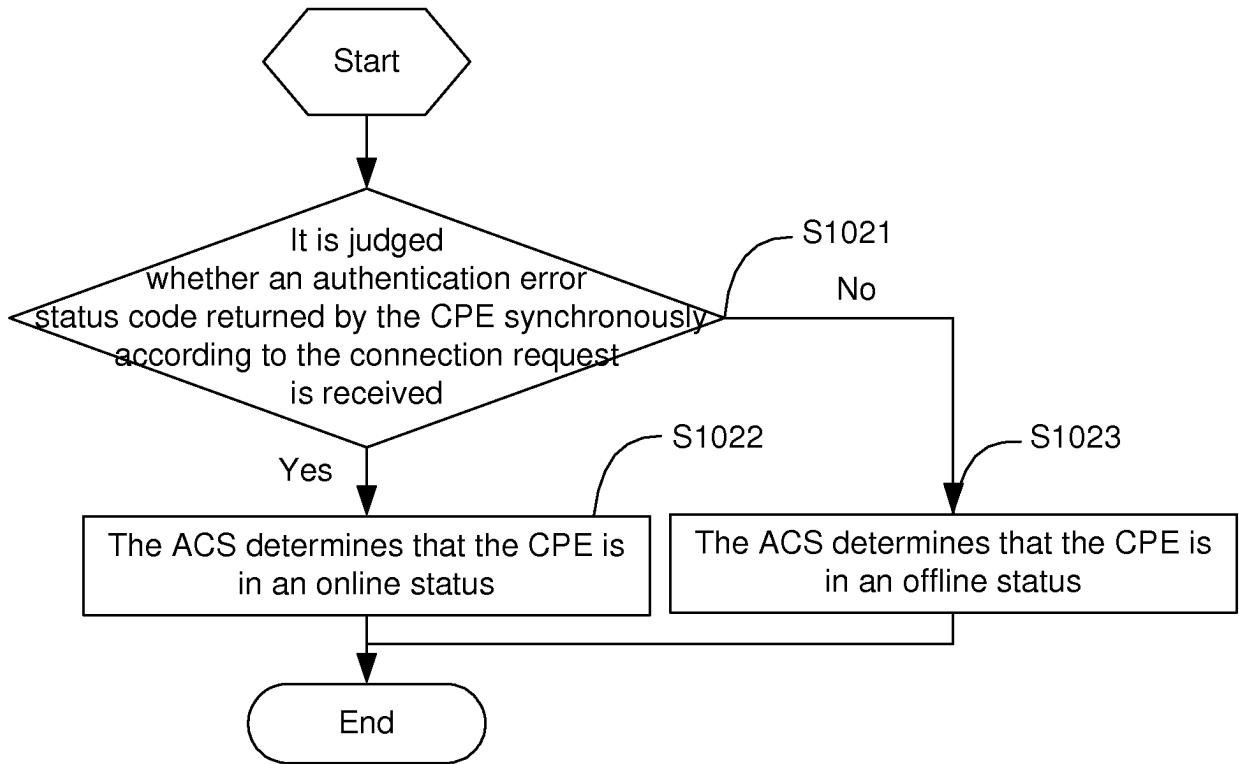 Start
It is judged
whether an authentication error
status code returned by the CPE synchronously
according to the connection request
is received
S1021
No
Yes
S1022
S1023
The ACS determines that the CPE is
in an online status
The ACS determines that the CPE is
in an offline status
End